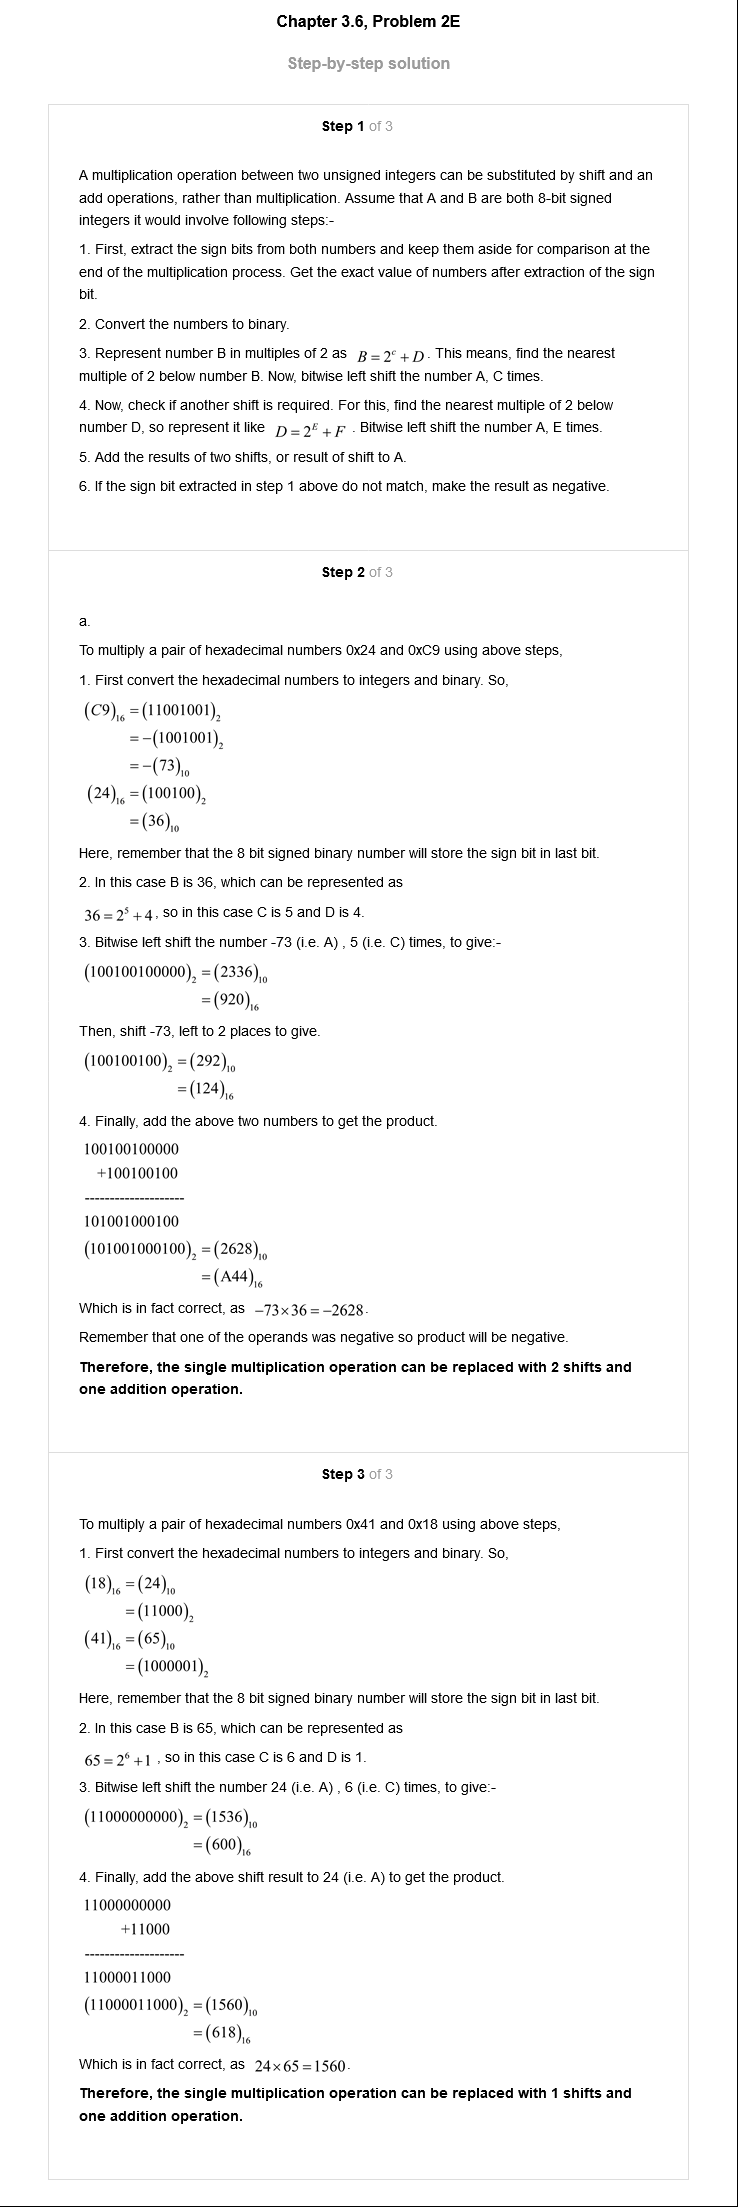 Chapter 3.6, Problem 2E
Step-by-step solution
Step 1 of 3
A multiplication operation between two unsigned integers can be substituted by shift and an
add operations, rather than multiplication. Assume that A and B are both 8-bit signed
integers it would involve following steps:-
1. First, extract the sign bits from both numbers and keep them aside for comparison at the
end of the multiplication process. Get the exact value of numbers after extraction of the sign
bit.
2. Convert the numbers to binary.
3. Represent number B in multiples of 2 as B = 2^c + D. This means, find the nearest
multiple of 2 below number B. Now, bitwise left shift the number A, C times.
4. Now, check if another shift is required. For this, find the nearest multiple of 2 below
number D, so represent it like D = 2^E + F . Bitwise left shift the number A, E times.
5. Add the results of two shifts, or result of shift to A.
6. If the sign bit extracted in step 1 above do not match, make the result as negative.
Step 2 of 3
a.
To multiply a pair of hexadecimal numbers 0x24 and 0xC9 using above steps,
1. First convert the hexadecimal numbers to integers and binary. So,
(C9)₁₆ = (11001001)₂
= −(1001001)₂
= −(73)₁₀
(24)₁₆ = (100100)₂
= (36)₁₀
Here, remember that the 8 bit signed binary number will store the sign bit in last bit.
2. In this case B is 36, which can be represented as
36 = 2⁵ + 4, so in this case C is 5 and D is 4.
3. Bitwise left shift the number -73 (i.e. A) , 5 (i.e. C) times, to give:-
(100100100000)₂ = (2336)₁₀
= (920)₁₆
Then, shift -73, left to 2 places to give.
(100100100)₂ = (292)₁₀
= (124)₁₆
4. Finally, add the above two numbers to get the product.
100100100000
+100100100
--------------------
101001000100
(101001000100)₂ = (2628)₁₀
= (A44)₁₆
Which is in fact correct, as −73×36 = −2628.
Remember that one of the operands was negative so product will be negative.
Therefore, the single multiplication operation can be replaced with 2 shifts and
one addition operation.
Step 3 of 3
To multiply a pair of hexadecimal numbers 0x41 and 0x18 using above steps,
1. First convert the hexadecimal numbers to integers and binary. So,
(18)₁₆ = (24)₁₀
= (11000)₂
(41)₁₆ = (65)₁₀
= (1000001)₂
Here, remember that the 8 bit signed binary number will store the sign bit in last bit.
2. In this case B is 65, which can be represented as
65 = 2⁶ + 1 , so in this case C is 6 and D is 1.
3. Bitwise left shift the number 24 (i.e. A) , 6 (i.e. C) times, to give:-
(11000000000)₂ = (1536)₁₀
= (600)₁₆
4. Finally, add the above shift result to 24 (i.e. A) to get the product.
11000000000
+11000
--------------------
11000011000
(11000011000)₂ = (1560)₁₀
= (618)₁₆
Which is in fact correct, as 24×65 = 1560.
Therefore, the single multiplication operation can be replaced with 1 shifts and
one addition operation.